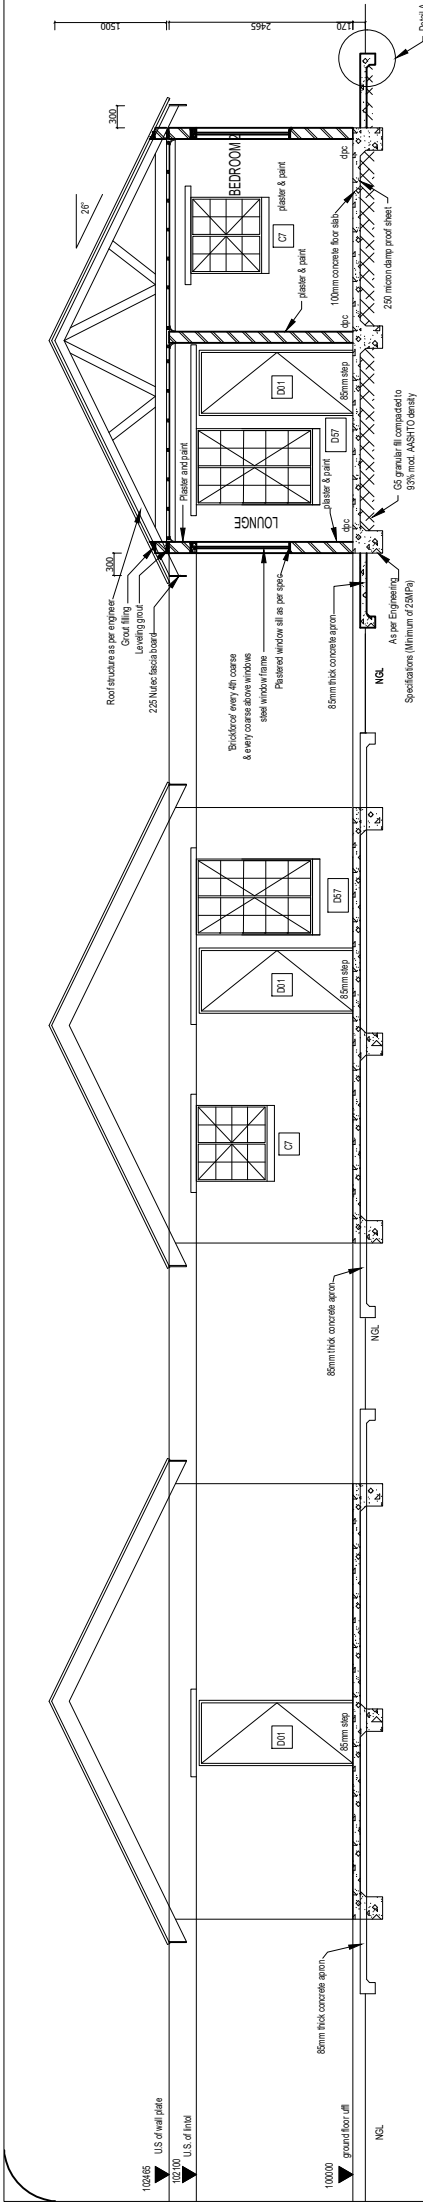 102465
U.S of wall plate
102100
U.S. of lintol
100000
ground floor uffl
NGL
85mm thick concrete apron
D01
85mm step
85mm thick concrete apron
NGL
C7
D01
85mm step
D57
Roof structure as per engineer
Grout filling
Leveling grout
225 Nutec fascia board
300
'Brickforce' every 4th coarse
& every coarse above windows
steel window frame
Plastered window sill as per spec
85mm thick concrete apron
NGL
As per Engineering
Specifications (Minimum of 25MPa)
Plaster and paint
LOUNGE
plaster & paint
dpc
D57
D01
85mm step
G5 granular fill compacted to
93% mod. AASHTO density
plaster & paint
dpc
C7
BEDROOM 2
plaster & paint
100mm concrete floor slab
250 micron damp proof sheet
dpc
26°
300
1500
2465
170